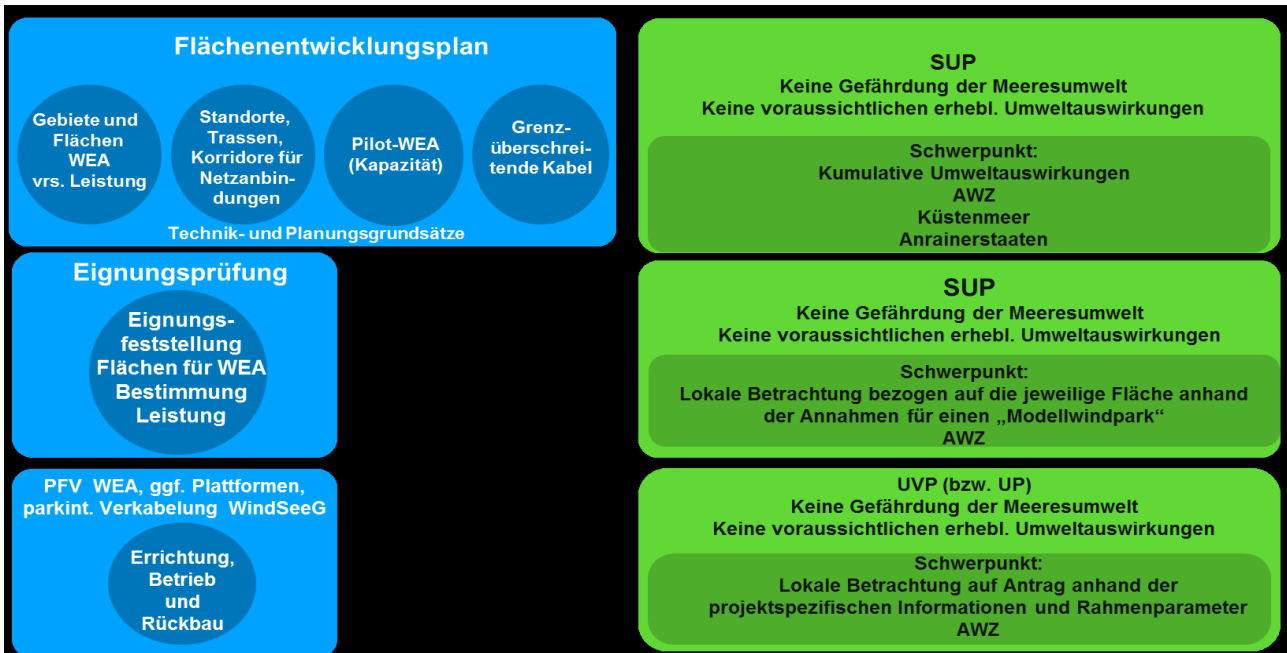 Flächenentwicklungsplan
Gebiete und
Flächen
WEA
vrs. Leistung
Standorte,
Trassen,
Korridore für
Netzanbin-
dungen
Pilot-WEA
(Kapazität)
Grenz-
überschrei-
tende Kabel
Technik- und Planungsgrundsätze
SUP
Keine Gefährdung der Meeresumwelt
Keine voraussichtlichen erhebl. Umweltauswirkungen
Schwerpunkt:
Kumulative Umweltauswirkungen
AWZ
Küstenmeer
Anrainerstaaten
Eignungsprüfung
Eignungs-
feststellung
Flächen für WEA
Bestimmung
Leistung
SUP
Keine Gefährdung der Meeresumwelt
Keine voraussichtlichen erhebl. Umweltauswirkungen
Schwerpunkt:
Lokale Betrachtung bezogen auf die jeweilige Fläche anhand
der Annahmen für einen „Modellwindpark“
AWZ
PFV WEA, ggf. Plattformen,
parkint. Verkabelung WindSeeG
Errichtung,
Betrieb
und
Rückbau
UVP (bzw. UP)
Keine Gefährdung der Meeresumwelt
Keine voraussichtlichen erhebl. Umweltauswirkungen
Schwerpunkt:
Lokale Betrachtung auf Antrag anhand der
projektspezifischen Informationen und Rahmenparameter
AWZ